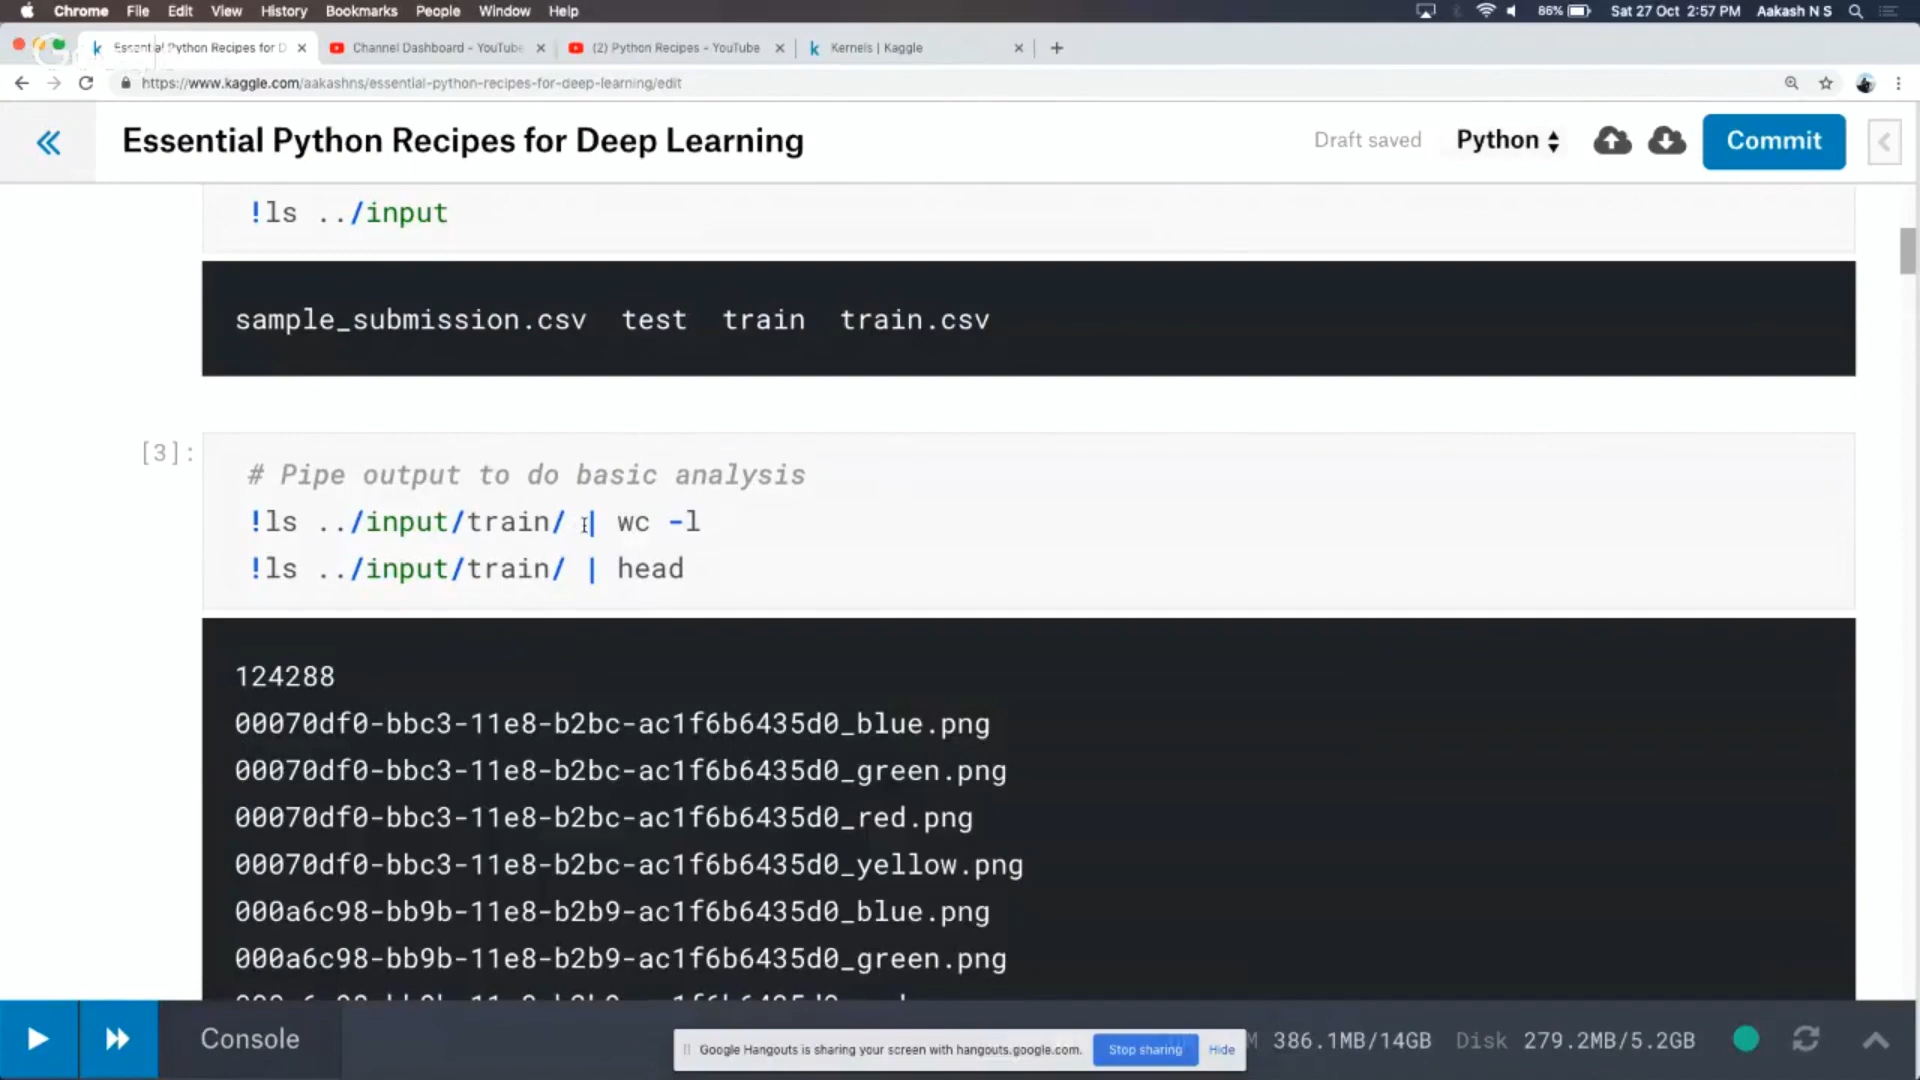 Chrome File Edit View History Bookmarks People Window Help 86% Sat 27 Oct 2:57 PM Aakash N S
Essential Python Recipes for D Channel Dashboard - YouTube (2) Python Recipes - YouTube Kernels | Kaggle
https://www.kaggle.com/aakashns/essential-python-recipes-for-deep-learning/edit
Essential Python Recipes for Deep Learning Draft saved Python Commit
!ls ../input
sample_submission.csv test train train.csv
[3]:
# Pipe output to do basic analysis
!ls ../input/train/ | wc -l
!ls ../input/train/ | head
124288
00070df0-bbc3-11e8-b2bc-ac1f6b6435d0_blue.png
00070df0-bbc3-11e8-b2bc-ac1f6b6435d0_green.png
00070df0-bbc3-11e8-b2bc-ac1f6b6435d0_red.png
00070df0-bbc3-11e8-b2bc-ac1f6b6435d0_yellow.png
000a6c98-bb9b-11e8-b2b9-ac1f6b6435d0_blue.png
000a6c98-bb9b-11e8-b2b9-ac1f6b6435d0_green.png
Console 386.1MB/14GB Disk 279.2MB/5.2GB
Google Hangouts is sharing your screen with hangouts.google.com. Stop sharing Hide